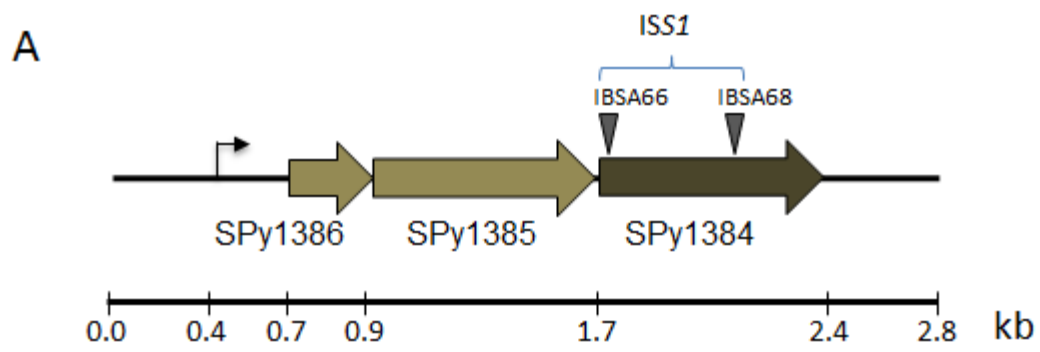 A
ISS1
IBSA66 IBSA68
SPy1386 SPy1385 SPy1384
0.0 0.4 0.7 0.9 1.7 2.4 2.8 kb